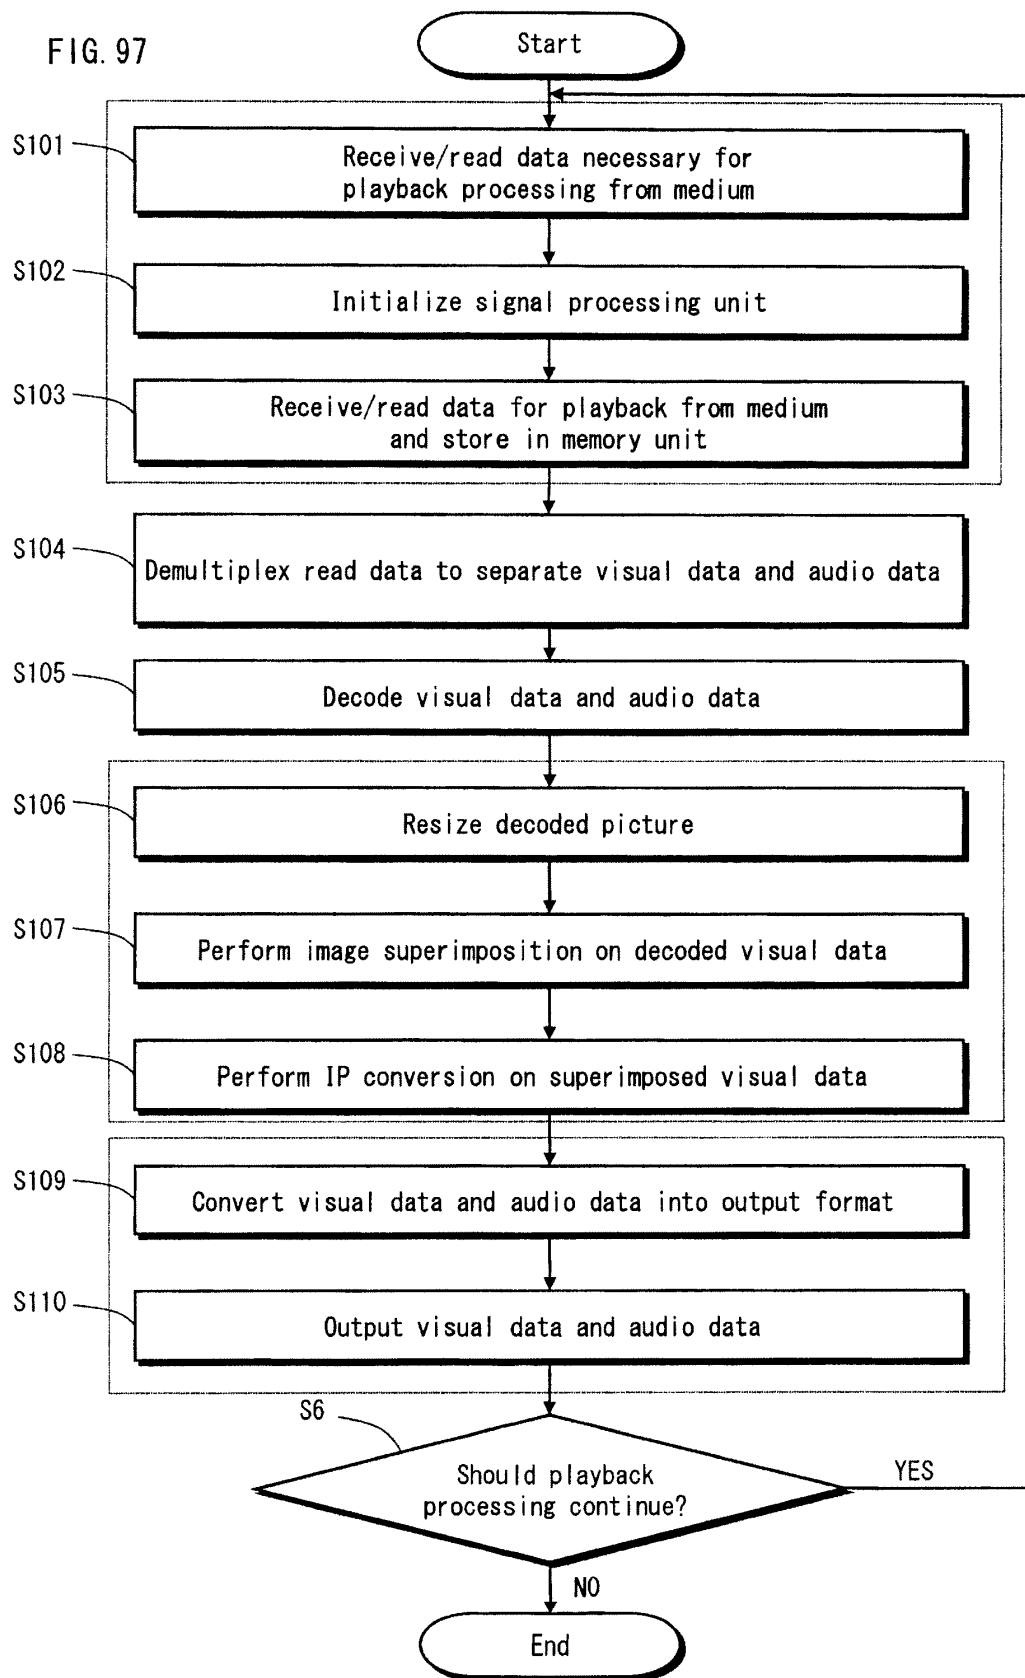 FIG. 97
Start
S101
Receive/read data necessary for
playback processing from medium
S102
Initialize signal processing unit
S103
Receive/read data for playback from medium
and store in memory unit
S104
Demultiplex read data to separate visual data and audio data
S105
Decode visual data and audio data
S106
Resize decoded picture
S107
Perform image superimposition on decoded visual data
S108
Perform IP conversion on superimposed visual data
S109
Convert visual data and audio data into output format
S110
Output visual data and audio data
S6
Should playback
processing continue?
YES
NO
End